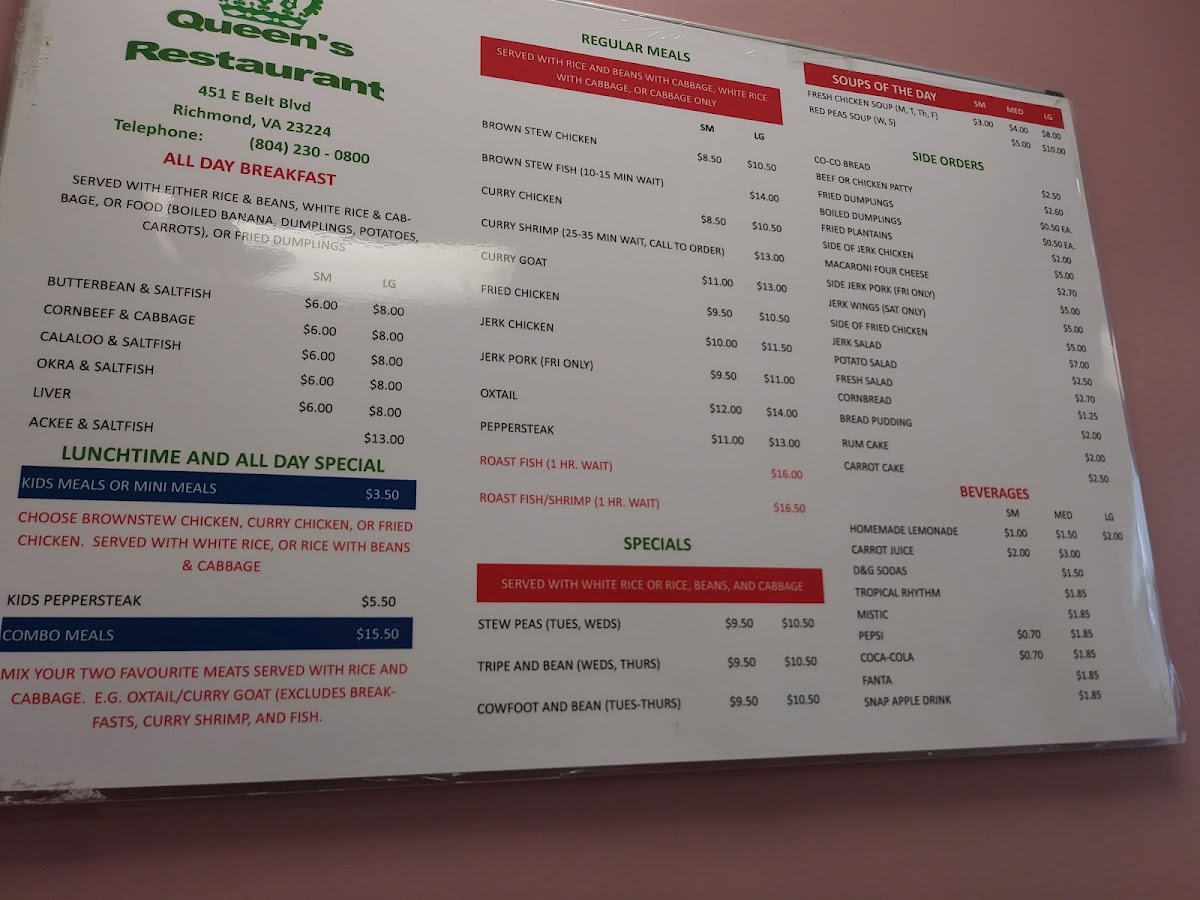 Queen's
Restaurant
451 E Belt Blvd
Richmond, VA 23224
Telephone: (804) 230 - 0800
ALL DAY BREAKFAST
SERVED WITH EITHER RICE & BEANS, WHITE RICE & CAB-
BAGE, OR FOOD (BOILED BANANA, DUMPLINGS, POTATOES,
CARROTS), OR FRIED DUMPLINGS
SM LG
BUTTERBEAN & SALTFISH $6.00 $8.00
CORNBEEF & CABBAGE $6.00 $8.00
CALALOO & SALTFISH $6.00 $8.00
OKRA & SALTFISH $6.00 $8.00
LIVER $6.00 $8.00
ACKEE & SALTFISH $13.00
LUNCHTIME AND ALL DAY SPECIAL
KIDS MEALS OR MINI MEALS $3.50
CHOOSE BROWNSTEW CHICKEN, CURRY CHICKEN, OR FRIED
CHICKEN. SERVED WITH WHITE RICE, OR RICE WITH BEANS
& CABBAGE
KIDS PEPPERSTEAK $5.50
COMBO MEALS $15.50
MIX YOUR TWO FAVOURITE MEATS SERVED WITH RICE AND
CABBAGE. E.G. OXTAIL/CURRY GOAT (EXCLUDES BREAK-
FASTS, CURRY SHRIMP, AND FISH.
REGULAR MEALS
SERVED WITH RICE AND BEANS WITH CABBAGE, WHITE RICE
WITH CABBAGE, OR CABBAGE ONLY
SM LG
BROWN STEW CHICKEN $8.50 $10.50
BROWN STEW FISH (10-15 MIN WAIT) $14.00
CURRY CHICKEN $8.50 $10.50
CURRY SHRIMP (25-35 MIN WAIT, CALL TO ORDER) $13.00
CURRY GOAT $11.00 $13.00
FRIED CHICKEN $9.50 $10.50
JERK CHICKEN $10.00 $11.50
JERK PORK (FRI ONLY) $9.50 $11.00
OXTAIL $12.00 $14.00
PEPPERSTEAK $11.00 $13.00
ROAST FISH (1 HR. WAIT) $16.00
ROAST FISH/SHRIMP (1 HR. WAIT) $16.50
SPECIALS
SERVED WITH WHITE RICE OR RICE, BEANS, AND CABBAGE
STEW PEAS (TUES, WEDS) $9.50 $10.50
TRIPE AND BEAN (WEDS, THURS) $9.50 $10.50
COWFOOT AND BEAN (TUES-THURS) $9.50 $10.50
SOUPS OF THE DAY SM MED LG
FRESH CHICKEN SOUP (M, T, Th, F) $3.00 $4.00 $8.00
RED PEAS SOUP (W, S) $5.00 $10.00
SIDE ORDERS
CO-CO BREAD $2.50
BEEF OR CHICKEN PATTY $2.60
FRIED DUMPLINGS $0.50 EA.
BOILED DUMPLINGS $0.50 EA.
FRIED PLANTAINS $2.00
SIDE OF JERK CHICKEN $5.00
MACARONI FOUR CHEESE $2.70
SIDE JERK PORK (FRI ONLY) $5.00
JERK WINGS (SAT ONLY) $5.00
SIDE OF FRIED CHICKEN $5.00
JERK SALAD $7.00
POTATO SALAD $2.50
FRESH SALAD $2.70
CORNBREAD $1.25
BREAD PUDDING $2.00
RUM CAKE $2.00
CARROT CAKE $2.50
BEVERAGES
SM MED LG
HOMEMADE LEMONADE $1.00 $1.50 $2.00
CARROT JUICE $2.00 $3.00
D&G SODAS $1.50
TROPICAL RHYTHM $1.85
MISTIC $1.85
PEPSI $0.70 $1.85
COCA-COLA $0.70 $1.85
FANTA $1.85
SNAP APPLE DRINK $1.85